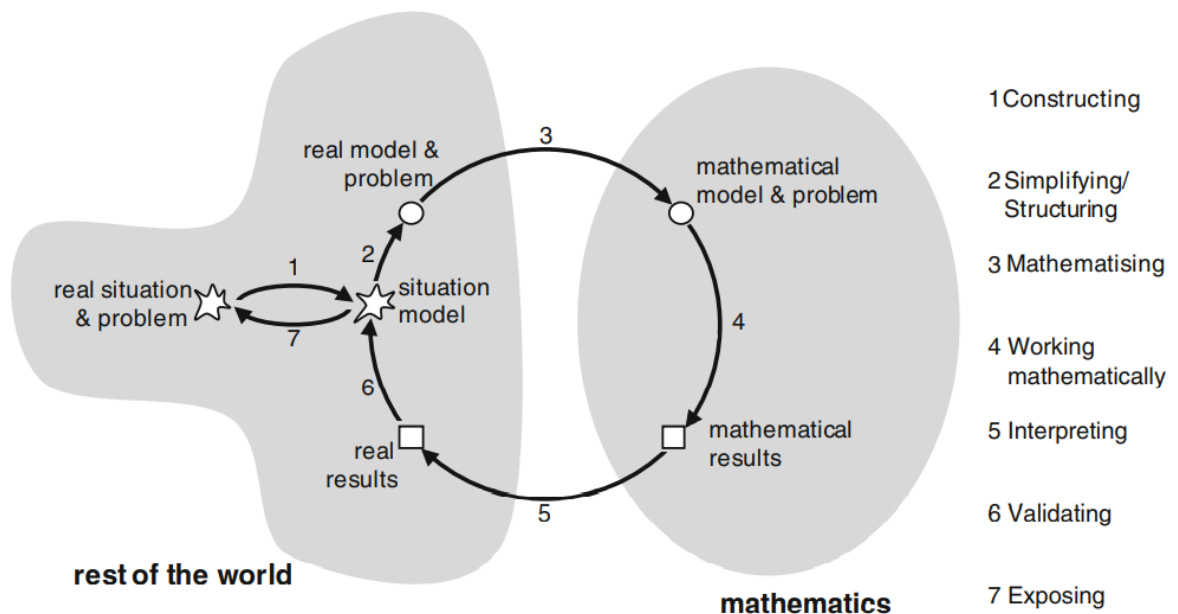 3
real model &
problem
mathematical
model & problem
2
1
real situation
& problem
situation
model
7
4
6
real
results
mathematical
results
5
rest of the world
mathematics
1 Constructing
2 Simplifying/
Structuring
3 Mathematising
4 Working
mathematically
5 Interpreting
6 Validating
7 Exposing